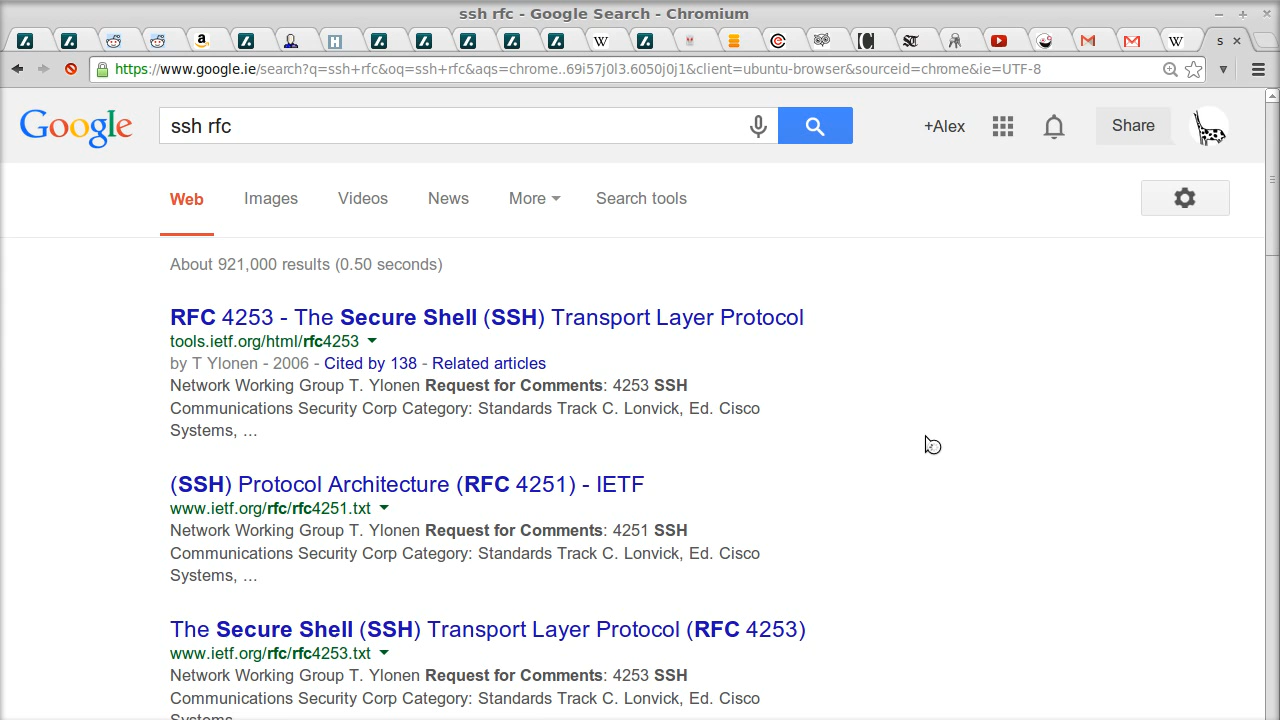 ssh rfc - Google Search - Chromium
s
https://www.google.ie/search?q=ssh+rfc&oq=ssh+rfc&aqs=chrome..69i57j0l3.6050j0j1&client=ubuntu-browser&sourceid=chrome&ie=UTF-8
Google
ssh rfc
+Alex
Share
Web Images Videos News More Search tools
About 921,000 results (0.50 seconds)
RFC 4253 - The Secure Shell (SSH) Transport Layer Protocol
tools.ietf.org/html/rfc4253
by T Ylonen - 2006 - Cited by 138 - Related articles
Network Working Group T. Ylonen Request for Comments: 4253 SSH
Communications Security Corp Category: Standards Track C. Lonvick, Ed. Cisco
Systems, ...
(SSH) Protocol Architecture (RFC 4251) - IETF
www.ietf.org/rfc/rfc4251.txt
Network Working Group T. Ylonen Request for Comments: 4251 SSH
Communications Security Corp Category: Standards Track C. Lonvick, Ed. Cisco
Systems, ...
The Secure Shell (SSH) Transport Layer Protocol (RFC 4253)
www.ietf.org/rfc/rfc4253.txt
Network Working Group T. Ylonen Request for Comments: 4253 SSH
Communications Security Corp Category: Standards Track C. Lonvick, Ed. Cisco
Systems